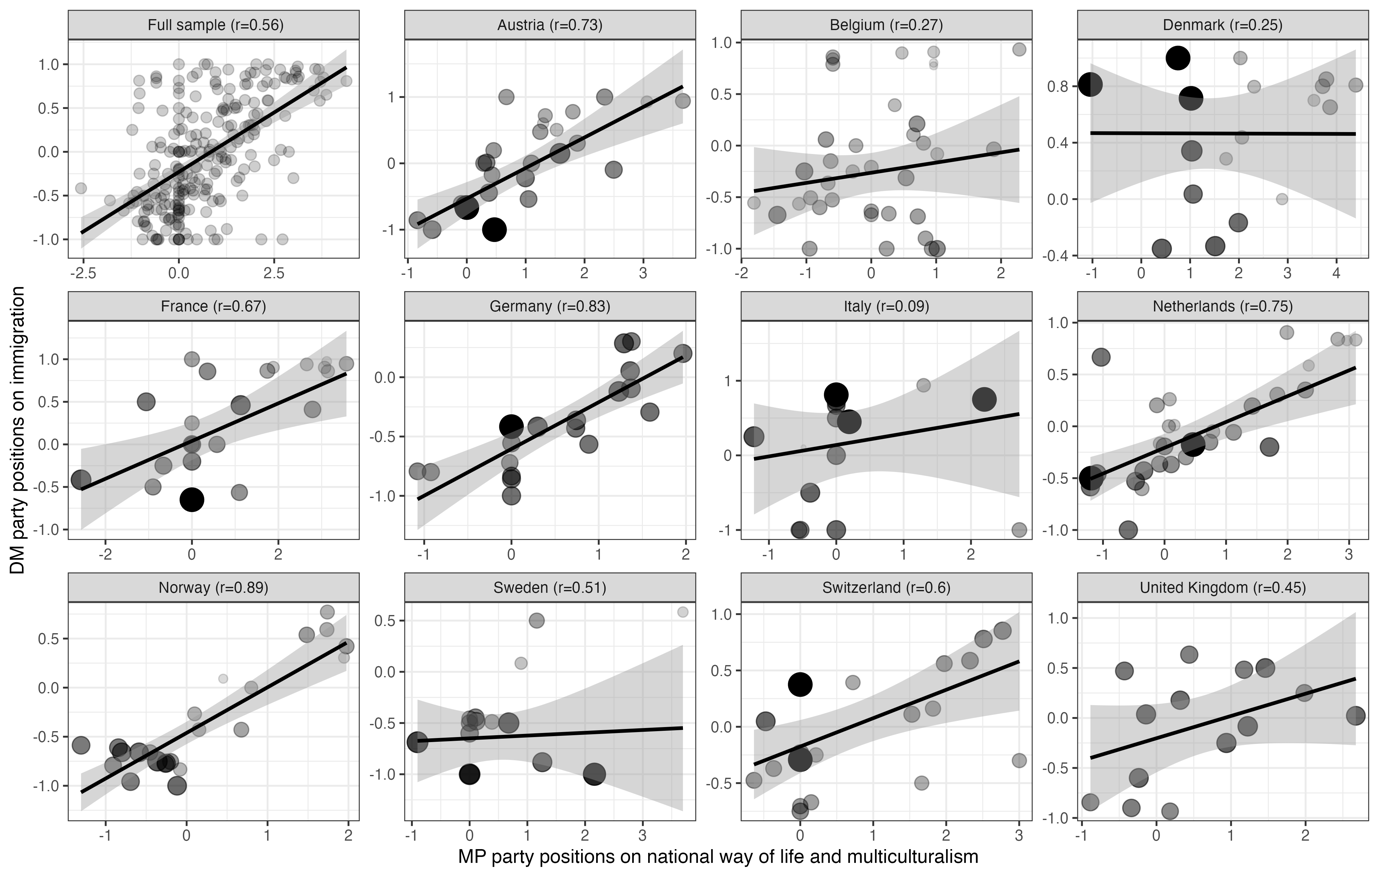 Full sample (r=0.56)
Austria (r=0.73)
Belgium (r=0.27)
Denmark (r=0.25)
1.0
0.5
0.0
-0.5
-1.0
-2.5 0.0 2.5
1
0
-1
-1 0 1 2 3
1.0
0.5
0.0
-0.5
-1.0
-2 -1 0 1 2
0.8
0.4
0.0
-0.4
-1 0 1 2 3 4
France (r=0.67)
Germany (r=0.83)
Italy (r=0.09)
Netherlands (r=0.75)
1.0
0.5
0.0
-0.5
-1.0
-2 0 2
0.0
-0.5
-1.0
-1 0 1 2
1
0
-1
-1 0 1 2
1.0
0.5
0.0
-0.5
-1.0
-1 0 1 2 3
Norway (r=0.89)
Sweden (r=0.51)
Switzerland (r=0.6)
United Kingdom (r=0.45)
0.5
0.0
-0.5
-1.0
-1 0 1 2
0.5
0.0
-0.5
-1.0
-1 0 1 2 3
1.0
0.5
0.0
-0.5
0 1 2 3
1.0
0.5
0.0
-0.5
-1.0
-1 0 1 2
DM party positions on immigration
MP party positions on national way of life and multiculturalism